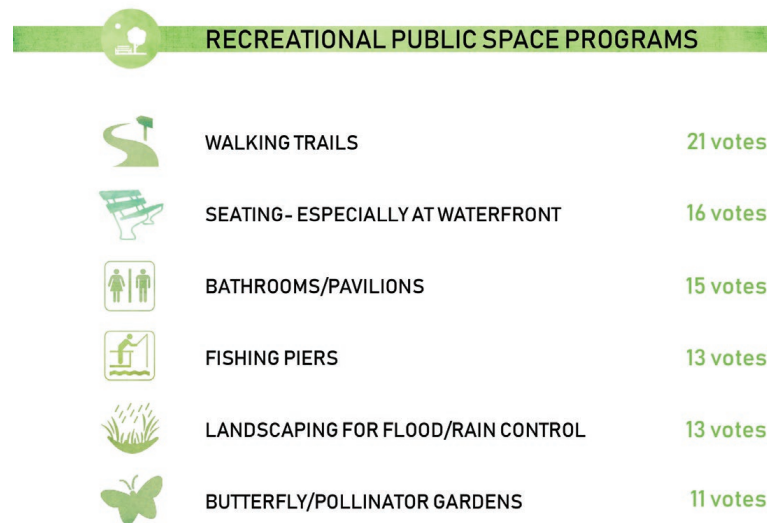 RECREATIONAL PUBLIC SPACE PROGRAMS
WALKING TRAILS 21 votes
SEATING- ESPECIALLY AT WATERFRONT 16 votes
BATHROOMS/PAVILIONS 15 votes
FISHING PIERS 13 votes
LANDSCAPING FOR FLOOD/RAIN CONTROL 13 votes
BUTTERFLY/POLLINATOR GARDENS 11 votes